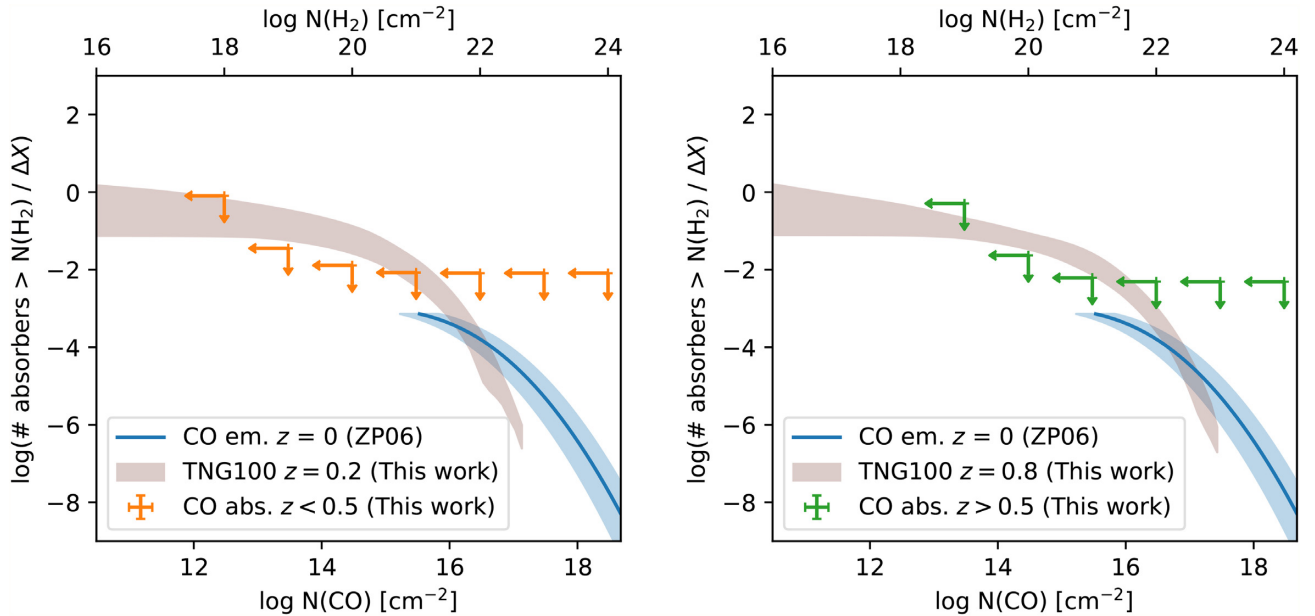 log N(H₂) [cm⁻²]
16 18 20 22 24
log(# absorbers > N(H₂) / ΔX)
2
0
−2
−4
−6
−8
CO em. z = 0 (ZP06)
TNG100 z = 0.2 (This work)
CO abs. z < 0.5 (This work)
12 14 16 18
log N(CO) [cm⁻²]
log N(H₂) [cm⁻²]
16 18 20 22 24
log(# absorbers > N(H₂) / ΔX)
2
0
−2
−4
−6
−8
CO em. z = 0 (ZP06)
TNG100 z = 0.8 (This work)
CO abs. z > 0.5 (This work)
12 14 16 18
log N(CO) [cm⁻²]